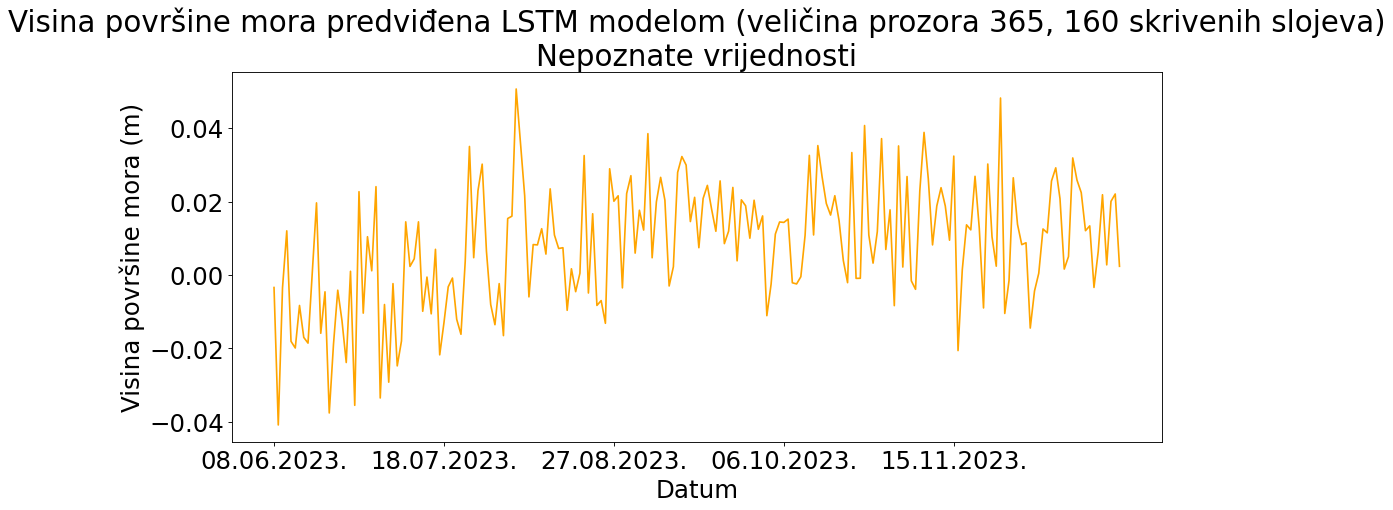 Visina površine mora predviđena LSTM modelom (veličina prozora 365, 160 skrivenih slojeva)
Nepoznate vrijednosti
Visina površine mora (m)
0.04
0.02
0.00
−0.02
−0.04
08.06.2023. 18.07.2023. 27.08.2023. 06.10.2023. 15.11.2023.
Datum